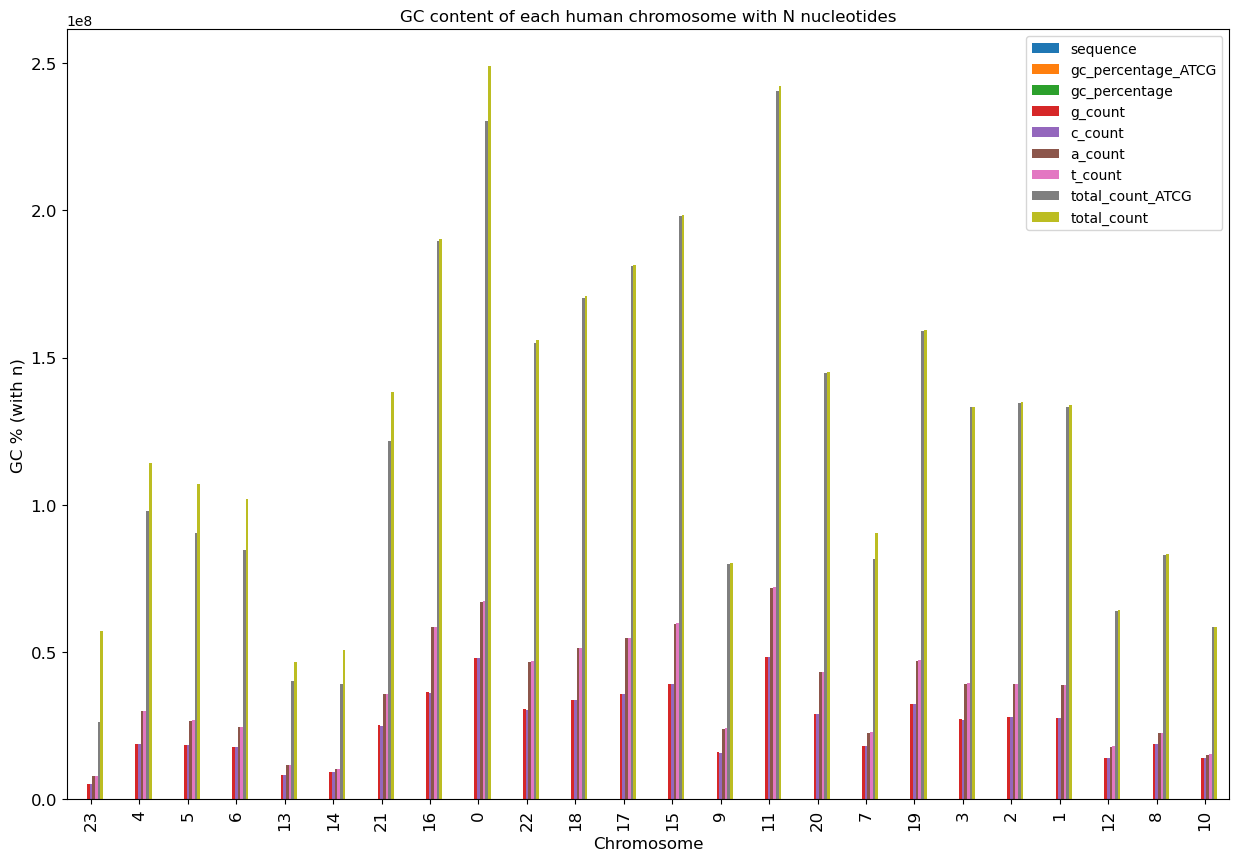 GC content of each human chromosome with N nucleotides
1e8
2.5
2.0
1.5
1.0
0.5
0.0
GC % (with n)
sequence
gc_percentage_ATCG
gc_percentage
g_count
c_count
a_count
t_count
total_count_ATCG
total_count
23 4 5 6 13 14 21 16 0 22 18 17 15 9 11 20 7 19 3 2 1 12 8 10
Chromosome